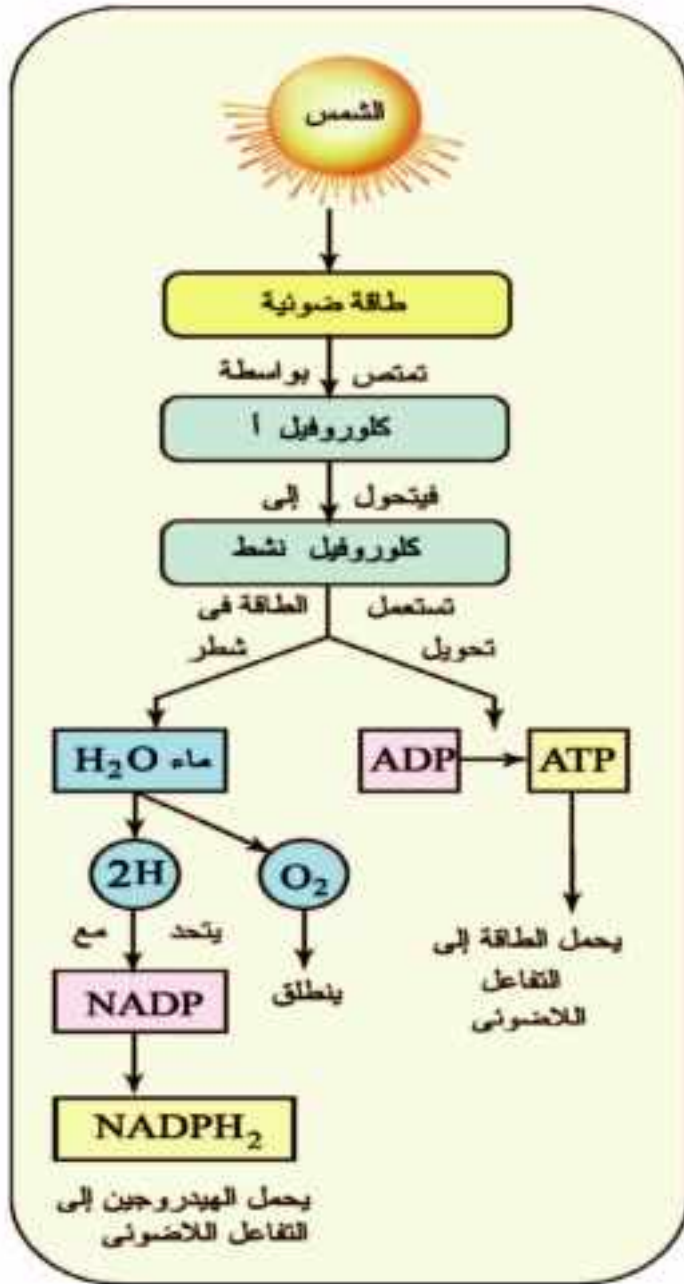 الشمس
طاقة ضوئية
تمتص بواسطة
كلوروفيل أ
فيتحول إلى
كلوروفيل نشط
تستعمل الطاقة فى
تحويل شطر
ADP ATP
ماء H₂O
2H O₂
يتحد مع
ينطلق
يحمل الطاقة إلى
التفاعل
اللاضوئى
NADP
NADPH₂
يحمل الهيدروجين إلى
التفاعل اللاضوئى